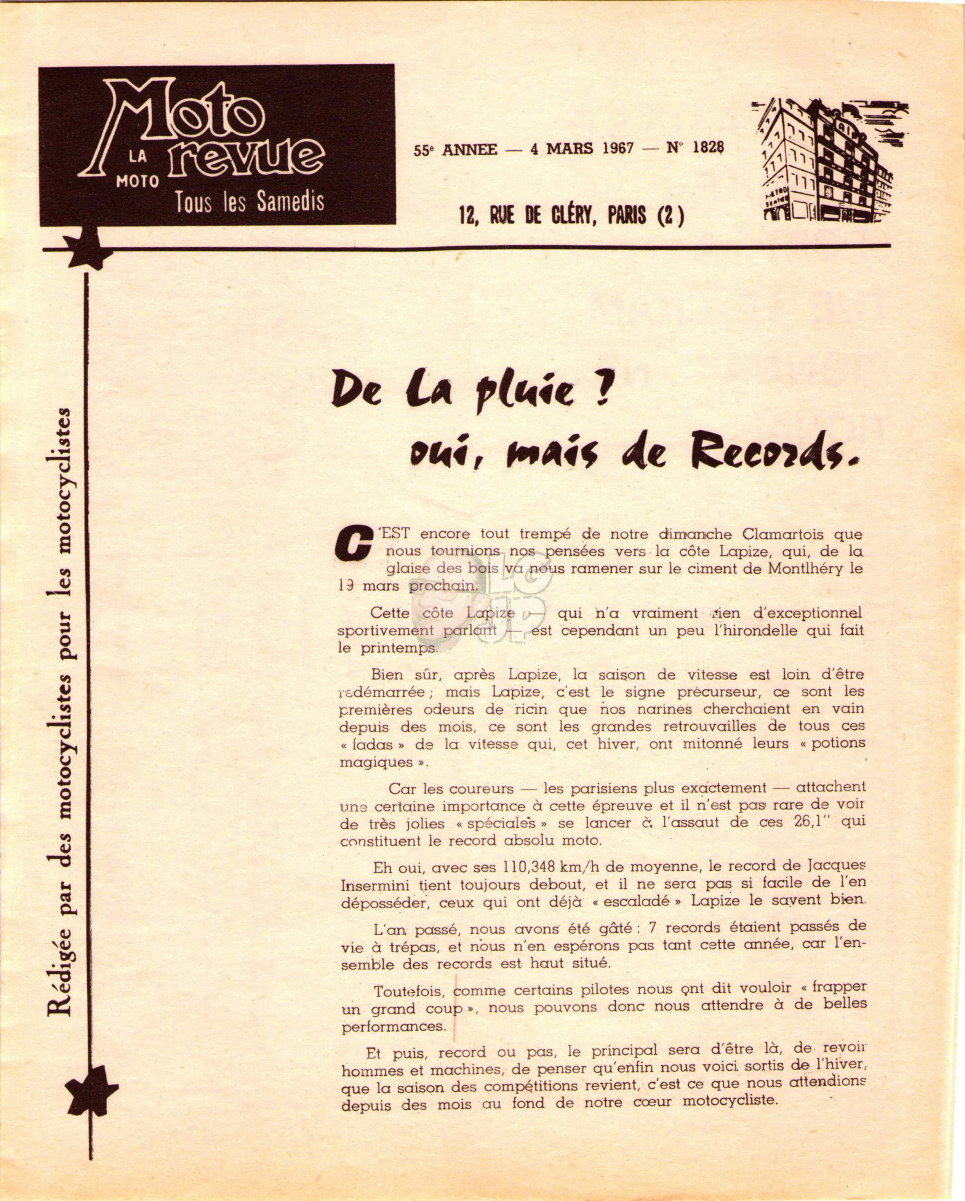 Moto
LA revue
MOTO
Tous les Samedis
55e ANNEE — 4 MARS 1967 — N° 1828
12, RUE DE CLÉRY, PARIS (2)
METRO
SENTIER
Rédigée par des motocyclistes pour les motocyclistes
De La pluie ?
oui, mais de Records.
C'EST encore tout trempé de notre dimanche Clamartois que
nous tournions nos pensées vers la côte Lapize, qui, de la
glaise des bois va nous ramener sur le ciment de Montlhéry le
19 mars prochain.
Cette côte Lapize — qui n'a vraiment rien d'exceptionnel
sportivement parlant — est cependant un peu l'hirondelle qui fait
le printemps.
Bien sûr, après Lapize, la saison de vitesse est loin d'être
redémarrée ; mais Lapize, c'est le signe précurseur, ce sont les
premières odeurs de ricin que nos narines cherchaient en vain
depuis des mois, ce sont les grandes retrouvailles de tous ces
« fadas » de la vitesse qui, cet hiver, ont mitonné leurs « potions
magiques ».
Car les coureurs — les parisiens plus exactement — attachent
une certaine importance à cette épreuve et il n'est pas rare de voir
de très jolies « spéciales » se lancer à l'assaut de ces 26,1" qui
constituent le record absolu moto.
Eh oui, avec ses 110,348 km/h de moyenne, le record de Jacques
Insermini tient toujours debout, et il ne sera pas si facile de l'en
déposséder, ceux qui ont déjà « escaladé » Lapize le savent bien.
L'an passé, nous avons été gâté : 7 records étaient passés de
vie à trépas, et nous n'en espérons pas tant cette année, car l'en-
semble des records est haut situé.
Toutefois, comme certains pilotes nous ont dit vouloir « frapper
un grand coup », nous pouvons donc nous attendre à de belles
performances.
Et puis, record ou pas, le principal sera d'être là, de revoir
hommes et machines, de penser qu'enfin nous voici sortis de l'hiver,
que la saison des compétitions revient, c'est ce que nous attendions
depuis des mois au fond de notre cœur motocycliste.